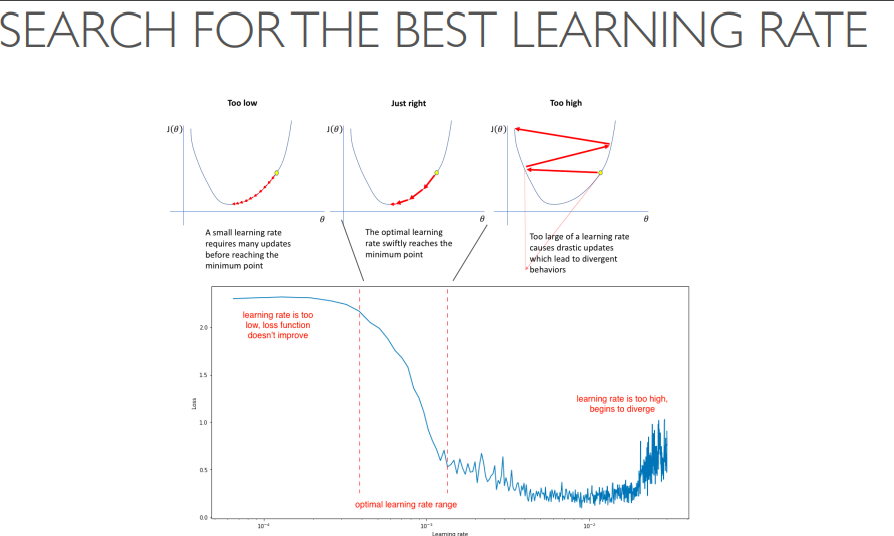 SEARCH FOR THE BEST LEARNING RATE
Too low
Just right
Too high
J(θ)
θ
J(θ)
θ
J(θ)
θ
A small learning rate
requires many updates
before reaching the
minimum point
The optimal learning
rate swiftly reaches the
minimum point
Too large of a learning rate
causes drastic updates
which lead to divergent
behaviors
learning rate is too
low, loss function
doesn't improve
learning rate is too high,
begins to diverge
optimal learning rate range
Loss
2.0
1.5
1.0
0.5
0.0
10⁻⁴
10⁻³
10⁻²
Learning rate